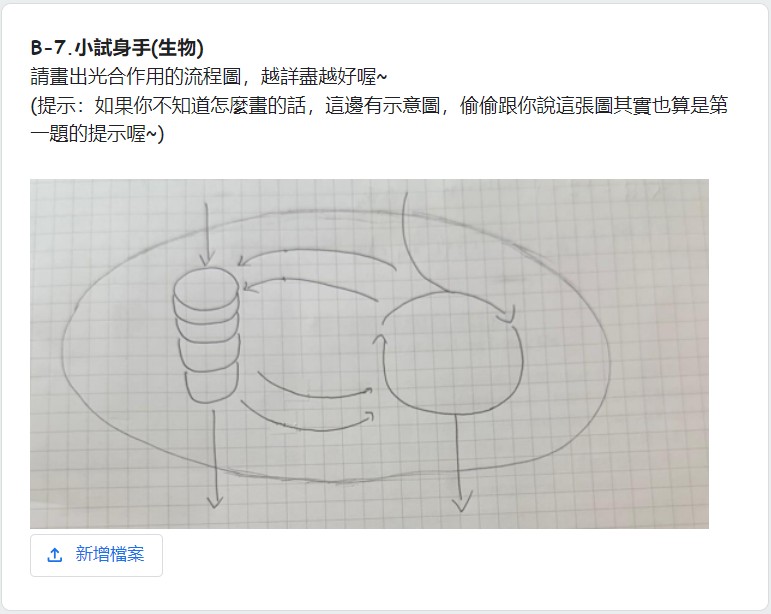 B-7.小試身手(生物)
請畫出光合作用的流程圖，越詳盡越好喔~
(提示：如果你不知道怎麼畫的話，這邊有示意圖，偷偷跟你說這張圖其實也算是第
一題的提示喔~)
新增檔案